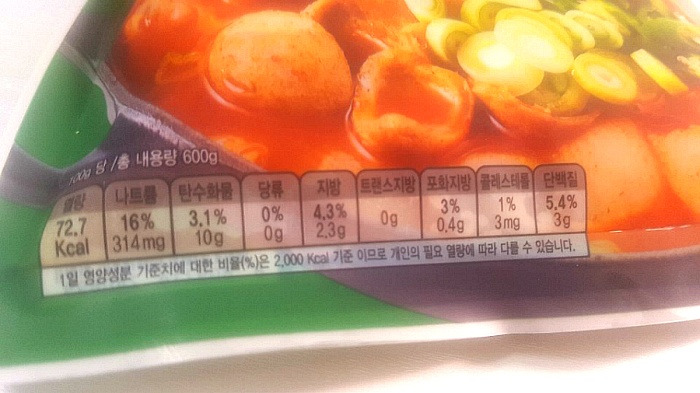 100g 당 /총 내용량 600g
열량 나트륨 탄수화물 당류 지방 트랜스지방 포화지방 콜레스테롤 단백질
72.7 Kcal 16% 3.1% 0% 4.3% 0g 3% 1% 5.4%
314mg 10g 0g 2.3g 0.4g 3mg 3g
1일 영양성분 기준치에 대한 비율(%)은 2,000 Kcal 기준 이므로 개인의 필요 열량에 따라 다를 수 있습니다.